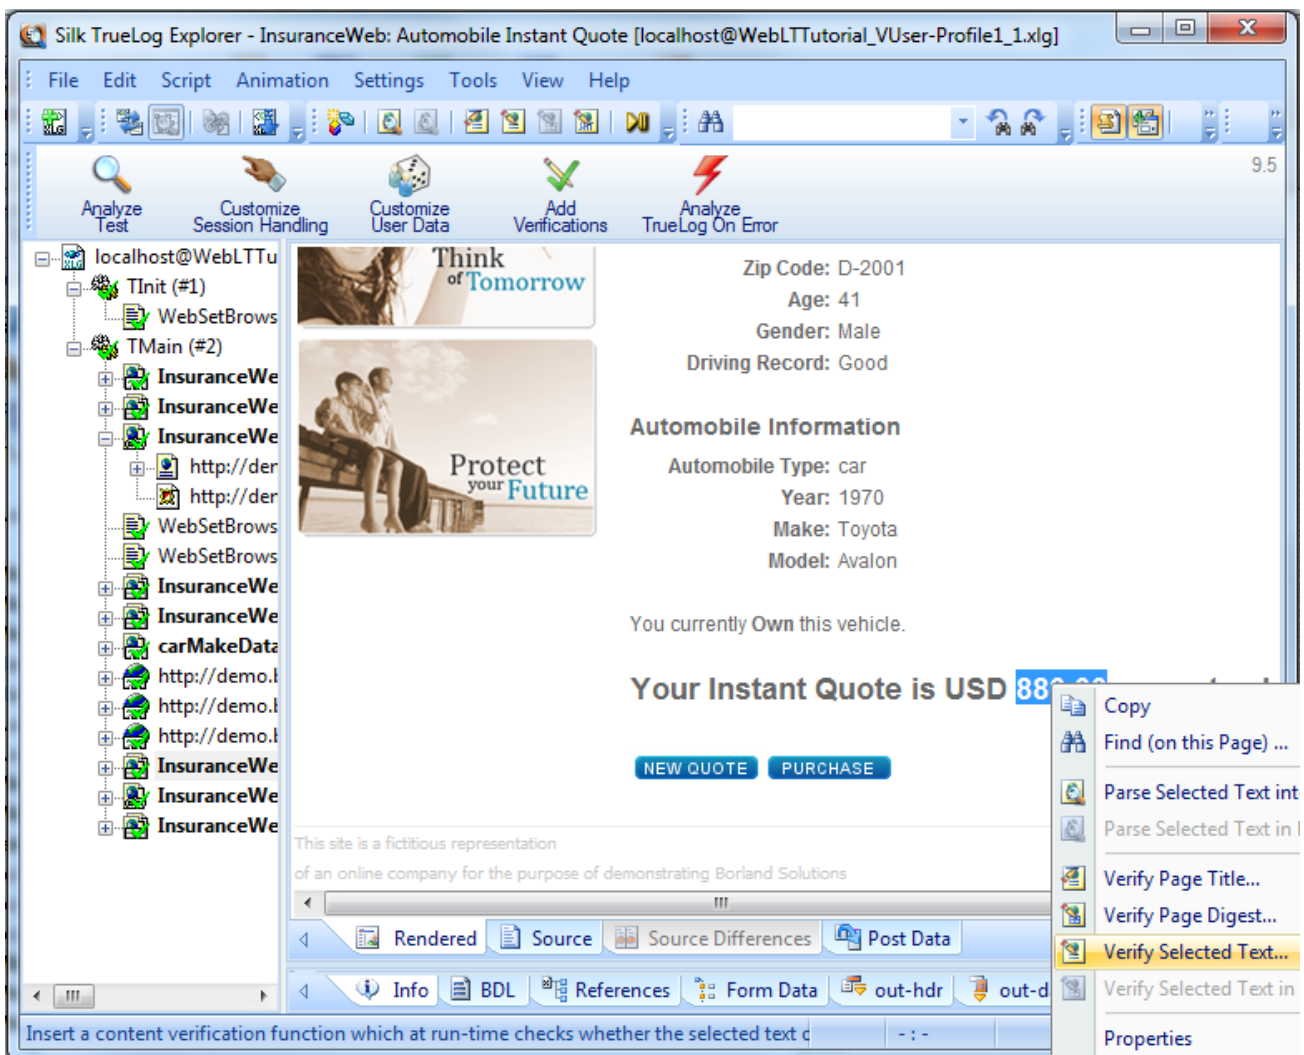 Silk TrueLog Explorer - InsuranceWeb: Automobile Instant Quote [localhost@WebLTTutorial_VUser-Profile1_1.xlg]
File Edit Script Animation Settings Tools View Help
Analyze Test
Customize Session Handling
Customize User Data
Add Verifications
Analyze TrueLog On Error
9.5
localhost@WebLTTu
TInit (#1)
WebSetBrows
TMain (#2)
InsuranceWe
InsuranceWe
InsuranceWe
http://der
http://der
WebSetBrows
WebSetBrows
InsuranceWe
InsuranceWe
carMakeData
http://demo.b
http://demo.b
http://demo.b
InsuranceWe
InsuranceWe
InsuranceWe
Think
of Tomorrow
Protect
your Future
Zip Code: D-2001
Age: 41
Gender: Male
Driving Record: Good
Automobile Information
Automobile Type: car
Year: 1970
Make: Toyota
Model: Avalon
You currently Own this vehicle.
Your Instant Quote is USD
NEW QUOTE PURCHASE
This site is a fictitious representation
of an online company for the purpose of demonstrating Borland Solutions
Copy
Find (on this Page) ...
Parse Selected Text int
Parse Selected Text in
Verify Page Title...
Verify Page Digest...
Verify Selected Text...
Verify Selected Text in
Properties
Rendered Source Source Differences Post Data
Info BDL References Form Data out-hdr out-d
Insert a content verification function which at run-time checks whether the selected text c
- : -